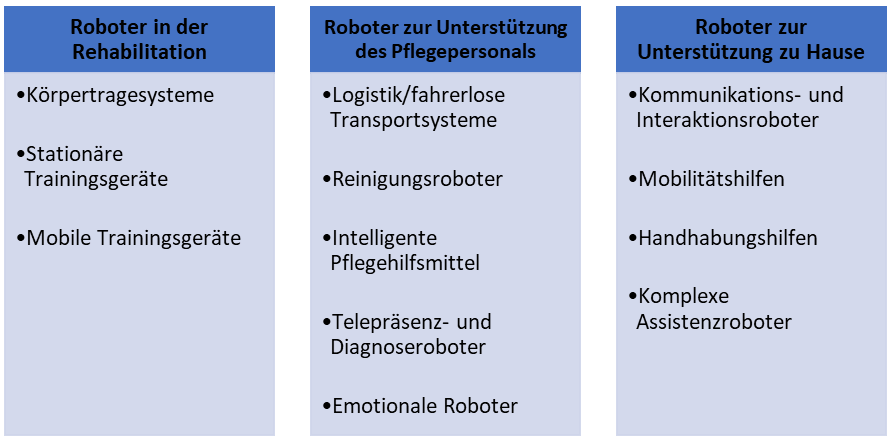 Roboter in der
Rehabilitation
•Körpertragesysteme
•Stationäre
Trainingsgeräte
•Mobile Trainingsgeräte
Roboter zur Unterstützung
des Pflegepersonals
•Logistik/fahrerlose
Transportsysteme
•Reinigungsroboter
•Intelligente
Pflegehilfsmittel
•Telepräsenz- und
Diagnoseroboter
•Emotionale Roboter
Roboter zur
Unterstützung zu Hause
•Kommunikations- und
Interaktionsroboter
•Mobilitätshilfen
•Handhabungshilfen
•Komplexe
Assistenzroboter